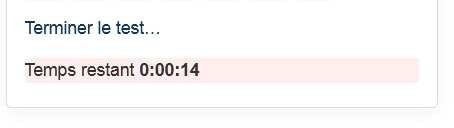 Terminer le test...
Temps restant 0:00:14